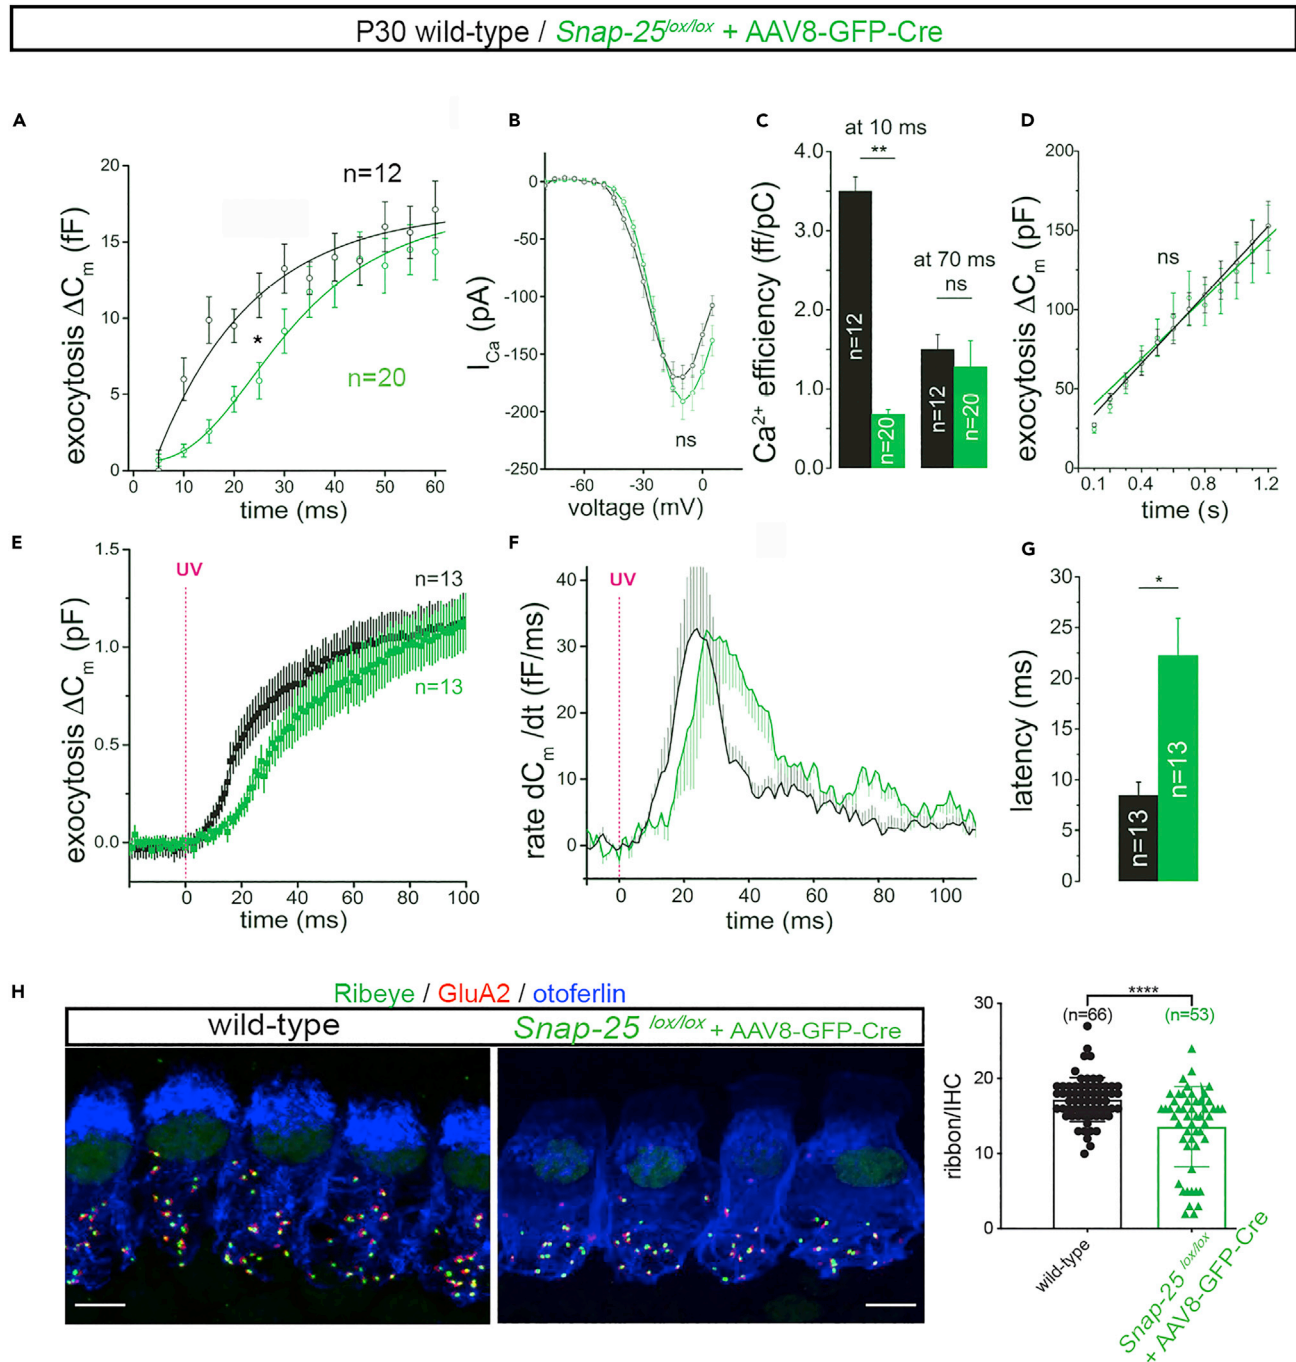 P30 wild-type / Snap-25lox/lox + AAV8-GFP-Cre
A
exocytosis ΔCm (fF)
20
15
10
5
0
n=12
*
n=20
0 10 20 30 40 50 60
time (ms)
B
ICa (pA)
0
-50
-100
-150
-200
-250
ns
-60 -30 0
voltage (mV)
C
Ca2+ efficiency (ff/pC)
4.0
3.0
2.0
1.0
0.0
at 10 ms
**
n=12
n=20
at 70 ms
ns
n=12
n=20
D
exocytosis ΔCm (pF)
200
150
100
50
0
ns
0.1 0.4 0.8 1.2
time (s)
E
exocytosis ΔCm (pF)
1.5
1.0
0.5
0.0
UV
n=13
n=13
0 20 40 60 80 100
time (ms)
F
rate dCm /dt (fF/ms)
40
30
20
10
0
UV
0 20 40 60 80 100
time (ms)
G
latency (ms)
30
25
20
15
10
5
0
*
n=13
n=13
H
Ribeye / GluA2 / otoferlin
wild-type
Snap-25 lox/lox + AAV8-GFP-Cre
ribbon/IHC
30
20
10
0
****
(n=66) (n=53)
wild-type
Snap-25 lox/lox
+ AAV8-GFP-Cre